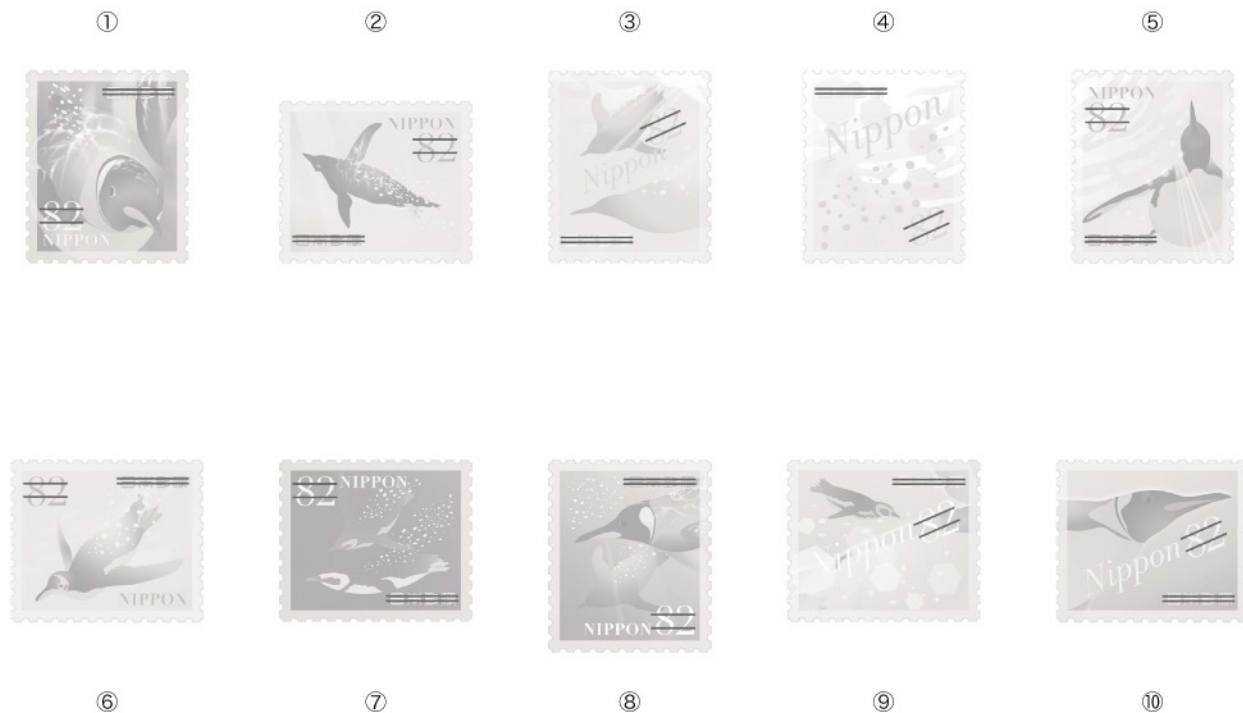 ① ② ③ ④ ⑤
82
NIPPON
NIPPON
82
82
Nippon
Nippon
82
NIPPON
82
82
NIPPON
82 NIPPON
NIPPON 82
Nippon 82
Nippon 82
⑥ ⑦ ⑧ ⑨ ⑩